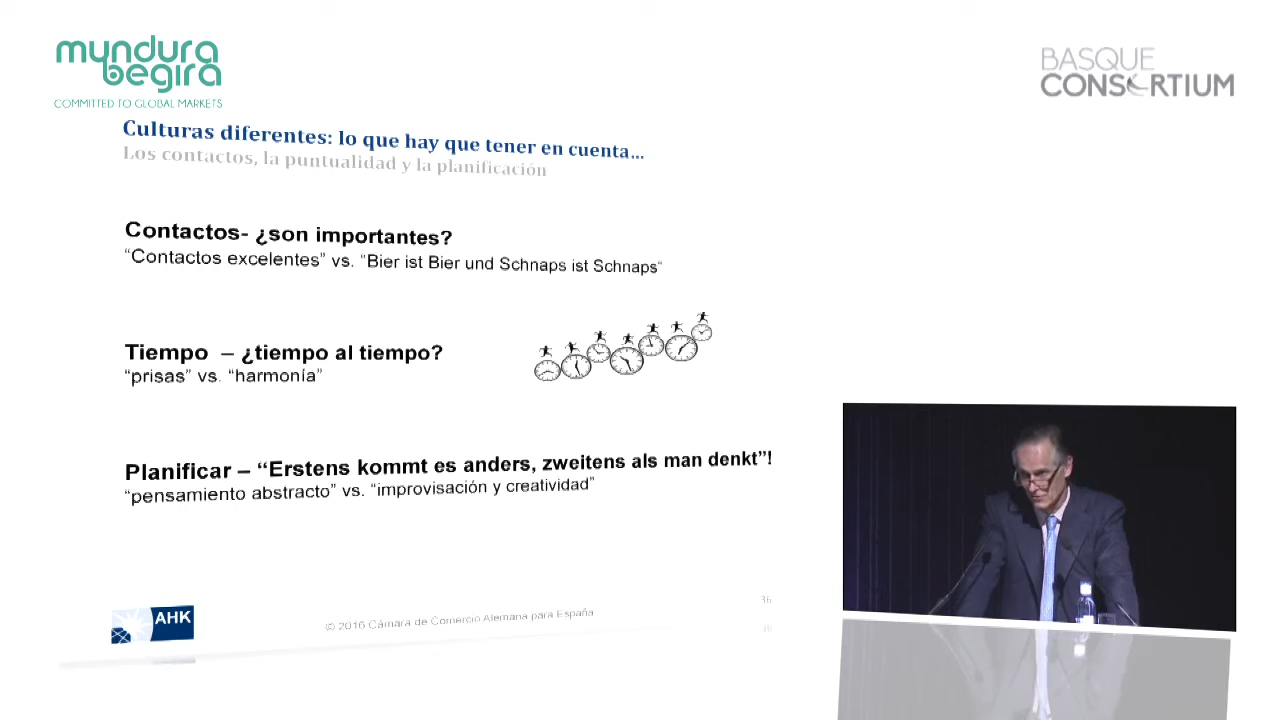 mundura
begira
COMMITTED TO GLOBAL MARKETS
BASQUE
CONSORTIUM
Culturas diferentes: lo que hay que tener en cuenta...
Los contactos, la puntualidad y la planificación
Contactos- ¿son importantes?
“Contactos excelentes” vs. “Bier ist Bier und Schnaps ist Schnaps“
Tiempo – ¿tiempo al tiempo?
“prisas” vs. “harmonía”
Planificar – “Erstens kommt es anders, zweitens als man denkt”!
“pensamiento abstracto” vs. “improvisación y creatividad”
AHK
© 2016 Cámara de Comercio Alemana para España
36